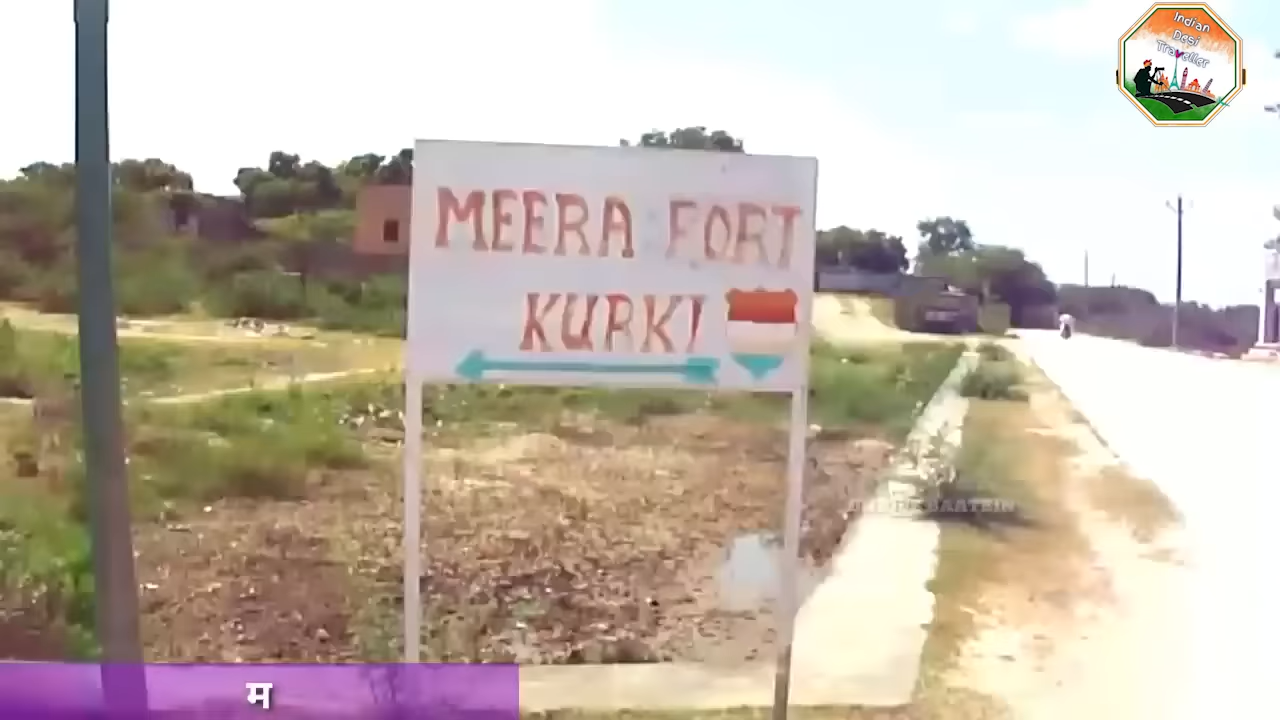 Indian
Desi
Traveller
MEERA FORT
KURKI
म